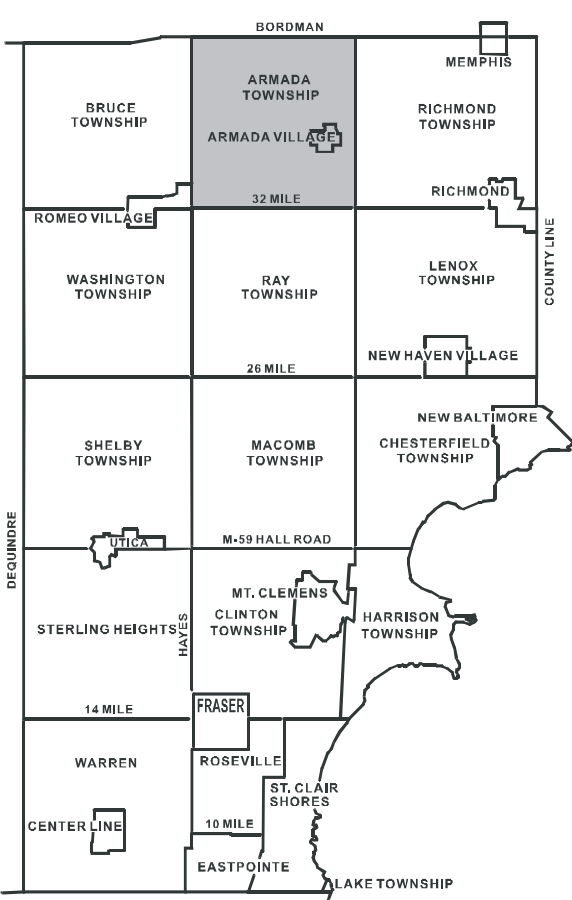 BORDMAN
MEMPHIS
ARMADA
TOWNSHIP
BRUCE
TOWNSHIP
RICHMOND
TOWNSHIP
ARMADA VILLAGE
RICHMOND
32 MILE
ROMEO VILLAGE
COUNTY LINE
WASHINGTON
TOWNSHIP
RAY
TOWNSHIP
LENOX
TOWNSHIP
NEW HAVEN VILLAGE
26 MILE
NEW BALTIMORE
SHELBY
TOWNSHIP
MACOMB
TOWNSHIP
CHESTERFIELD
TOWNSHIP
DEQUINDRE
UTICA
M-59 HALL ROAD
MT. CLEMENS
STERLING HEIGHTS
HAYES
CLINTON
TOWNSHIP
HARRISON
TOWNSHIP
14 MILE
FRASER
WARREN
ROSEVILLE
ST. CLAIR
SHORES
CENTER LINE
10 MILE
EASTPOINTE
LAKE TOWNSHIP